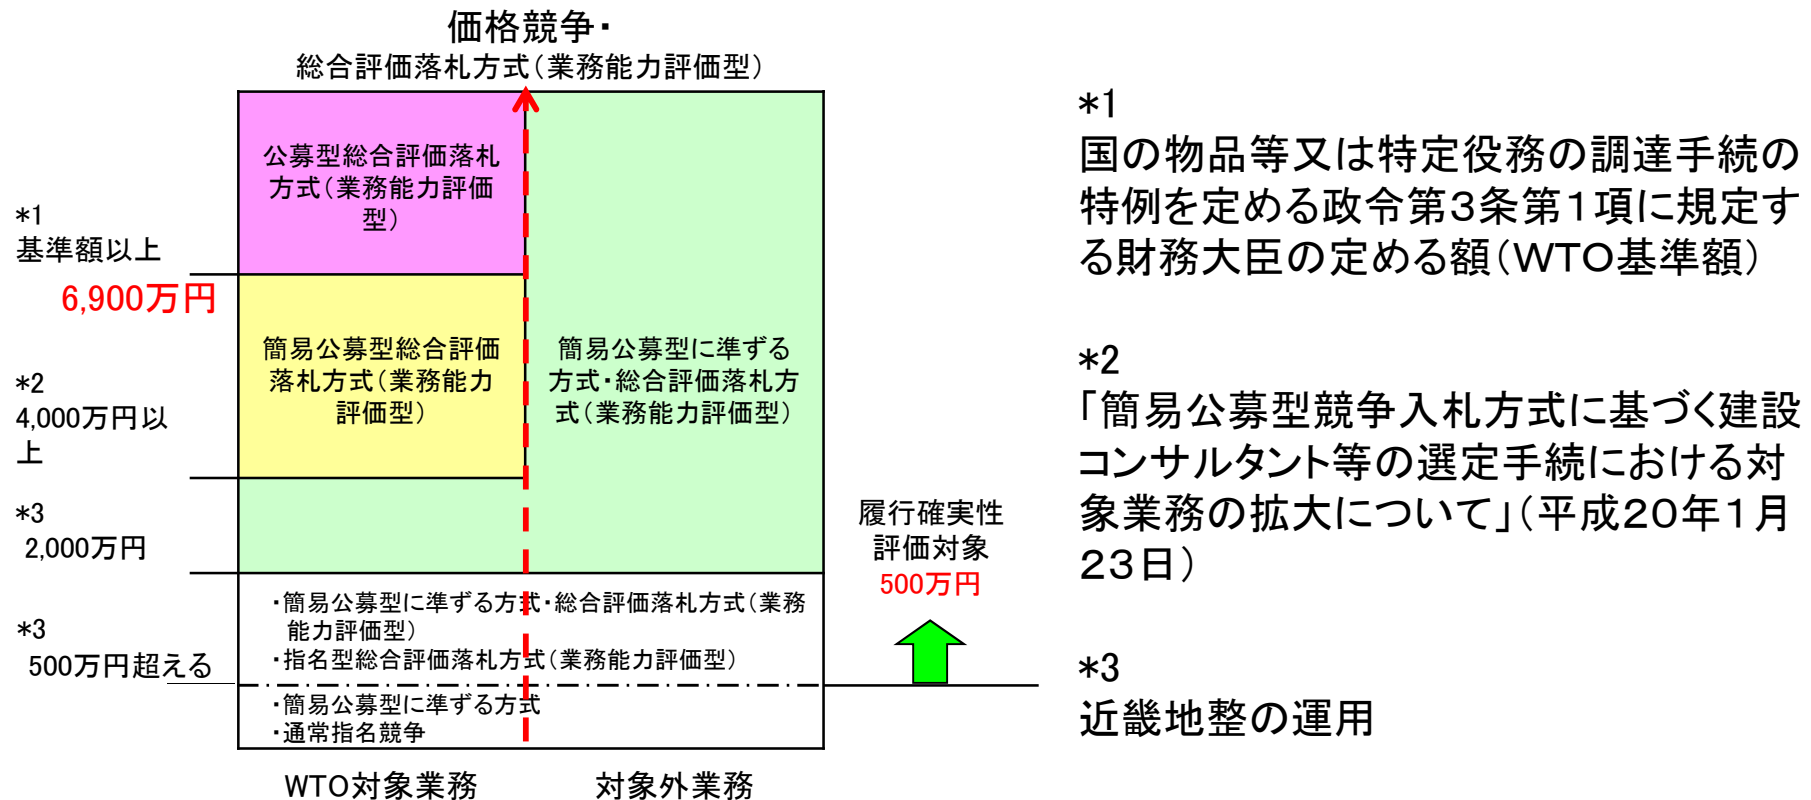 価格競争・
総合評価落札方式（業務能力評価型）
公募型総合評価落札
方式（業務能力評価
型）
*1
基準額以上
6,900万円
簡易公募型総合評価
落札方式（業務能力
評価型）
簡易公募型に準ずる
方式・総合評価落札方
式（業務能力評価型）
*2
4,000万円以
上
*3
2,000万円
履行確実性
評価対象
500万円
・簡易公募型に準ずる方式・総合評価落札方式（業務
能力評価型）
・指名型総合評価落札方式（業務能力評価型）
*3
500万円超える
・簡易公募型に準ずる方式
・通常指名競争
WTO対象業務
対象外業務
*1
国の物品等又は特定役務の調達手続の
特例を定める政令第３条第１項に規定す
る財務大臣の定める額（ＷＴＯ基準額）
*2
「簡易公募型競争入札方式に基づく建設
コンサルタント等の選定手続における対
象業務の拡大について」（平成２０年１月
２３日）
*3
近畿地整の運用